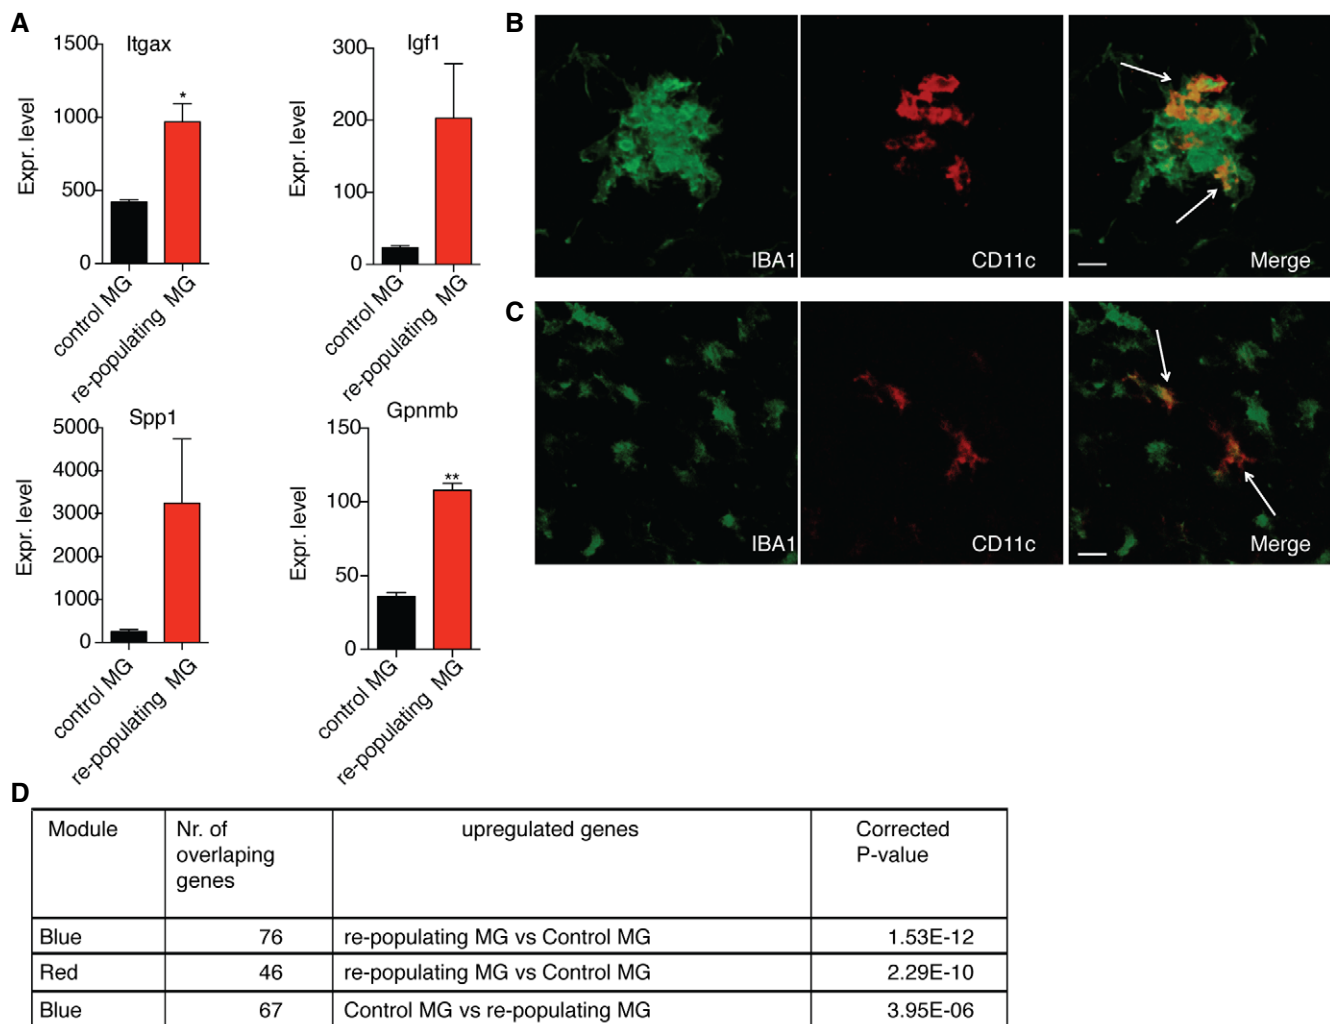 A
Itgax
1500
1000
500
0
Expr. level
*
control MG
re-populating MG
Igf1
300
200
100
0
Expr. level
control MG
re-populating MG
Spp1
5000
4000
3000
2000
1000
0
Expr. level
control MG
re-populating MG
Gpnmb
150
100
50
0
Expr. level
**
control MG
re-populating MG
B
IBA1
CD11c
Merge
C
IBA1
CD11c
Merge
D
Module
Nr. of
overlaping
genes
upregulated genes
Corrected
P-value
Blue 76 re-populating MG vs Control MG 1.53E-12
Red 46 re-populating MG vs Control MG 2.29E-10
Blue 67 Control MG vs re-populating MG 3.95E-06